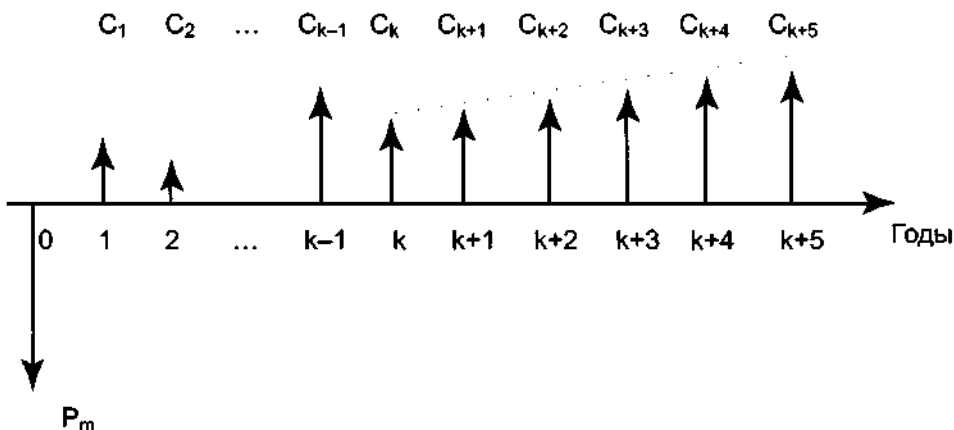 C₁ C₂ ... Cₖ₋₁ Cₖ Cₖ₊₁ Cₖ₊₂ Cₖ₊₃ Cₖ₊₄ Cₖ₊₅
0 1 2 ... k–1 k k+1 k+2 k+3 k+4 k+5 Годы
Pₘ